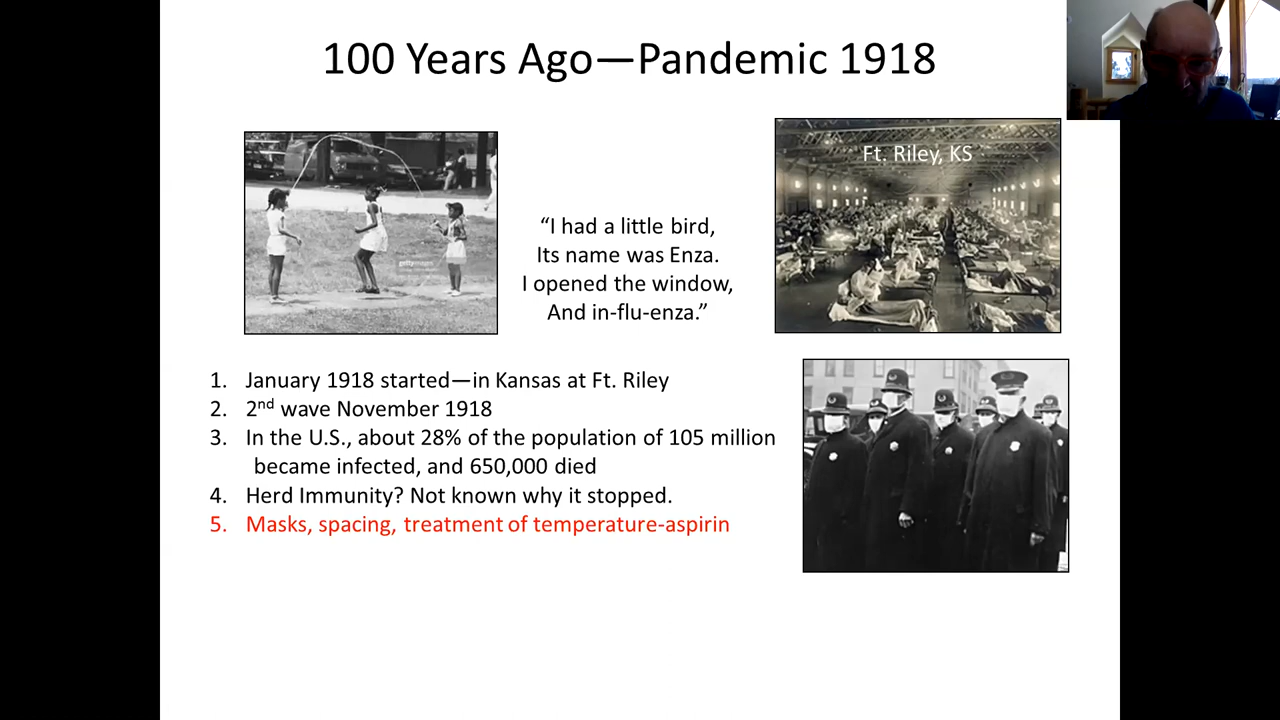 100 Years Ago—Pandemic 1918
Ft. Riley, KS
“I had a little bird,
Its name was Enza.
I opened the window,
And in-flu-enza.”
1. January 1918 started—in Kansas at Ft. Riley
2. 2nd wave November 1918
3. In the U.S., about 28% of the population of 105 million
became infected, and 650,000 died
4. Herd Immunity? Not known why it stopped.
5. Masks, spacing, treatment of temperature-aspirin